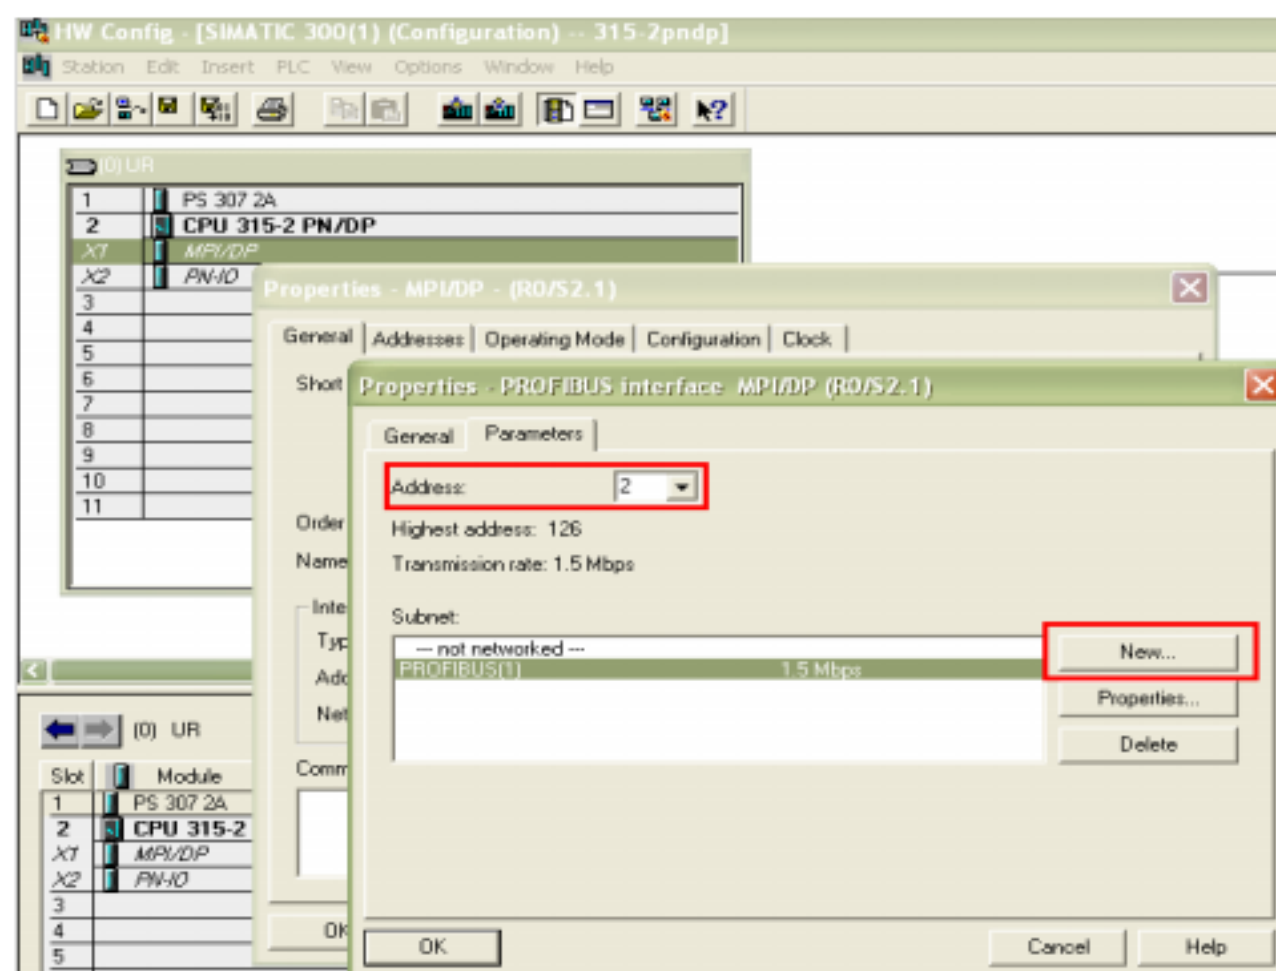 HW Config - [SIMATIC 300(1) (Configuration) -- 315-2pndp]
Station Edit Insert PLC View Options Window Help
(0) UR
1 PS 307 2A
2 CPU 315-2 PN/DP
X1 MPI/DP
X2 PN-IO
3
4
5
6
7
8
9
10
11
Properties - MPI/DP - (R0/S2.1)
General Addresses Operating Mode Configuration Clock
Short
Order
Name
Inte
Typ
Add
Net
Comm
OK
Properties - PROFIBUS interface MPI/DP (R0/S2.1)
General Parameters
Address: 2
Highest address: 126
Transmission rate: 1.5 Mbps
Subnet:
--- not networked ---
PROFIBUS(1) 1.5 Mbps
New...
Properties...
Delete
OK Cancel Help
(0) UR
Slot Module
1 PS 307 2A
2 CPU 315-2
X1 MPI/DP
X2 PN-IO
3
4
5